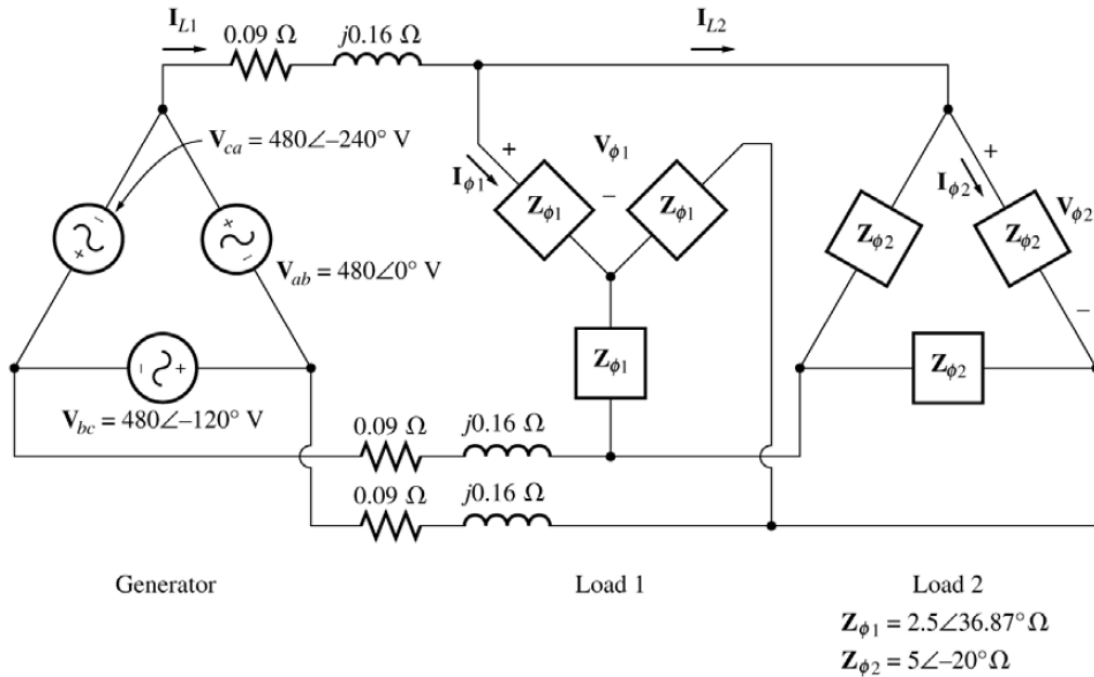 I_L1
0.09 Ω
j0.16 Ω
I_L2
V_ca = 480∠–240° V
+
V_ϕ1
+
I_ϕ1
–
I_ϕ2
V_ϕ2
Z_ϕ1
Z_ϕ1
–
+
+
–
Z_ϕ2
Z_ϕ2
V_ab = 480∠0° V
–
Z_ϕ1
Z_ϕ2
–
+
V_bc = 480∠–120° V
0.09 Ω
j0.16 Ω
0.09 Ω
j0.16 Ω
Generator
Load 1
Load 2
Z_ϕ1 = 2.5∠36.87° Ω
Z_ϕ2 = 5∠–20° Ω